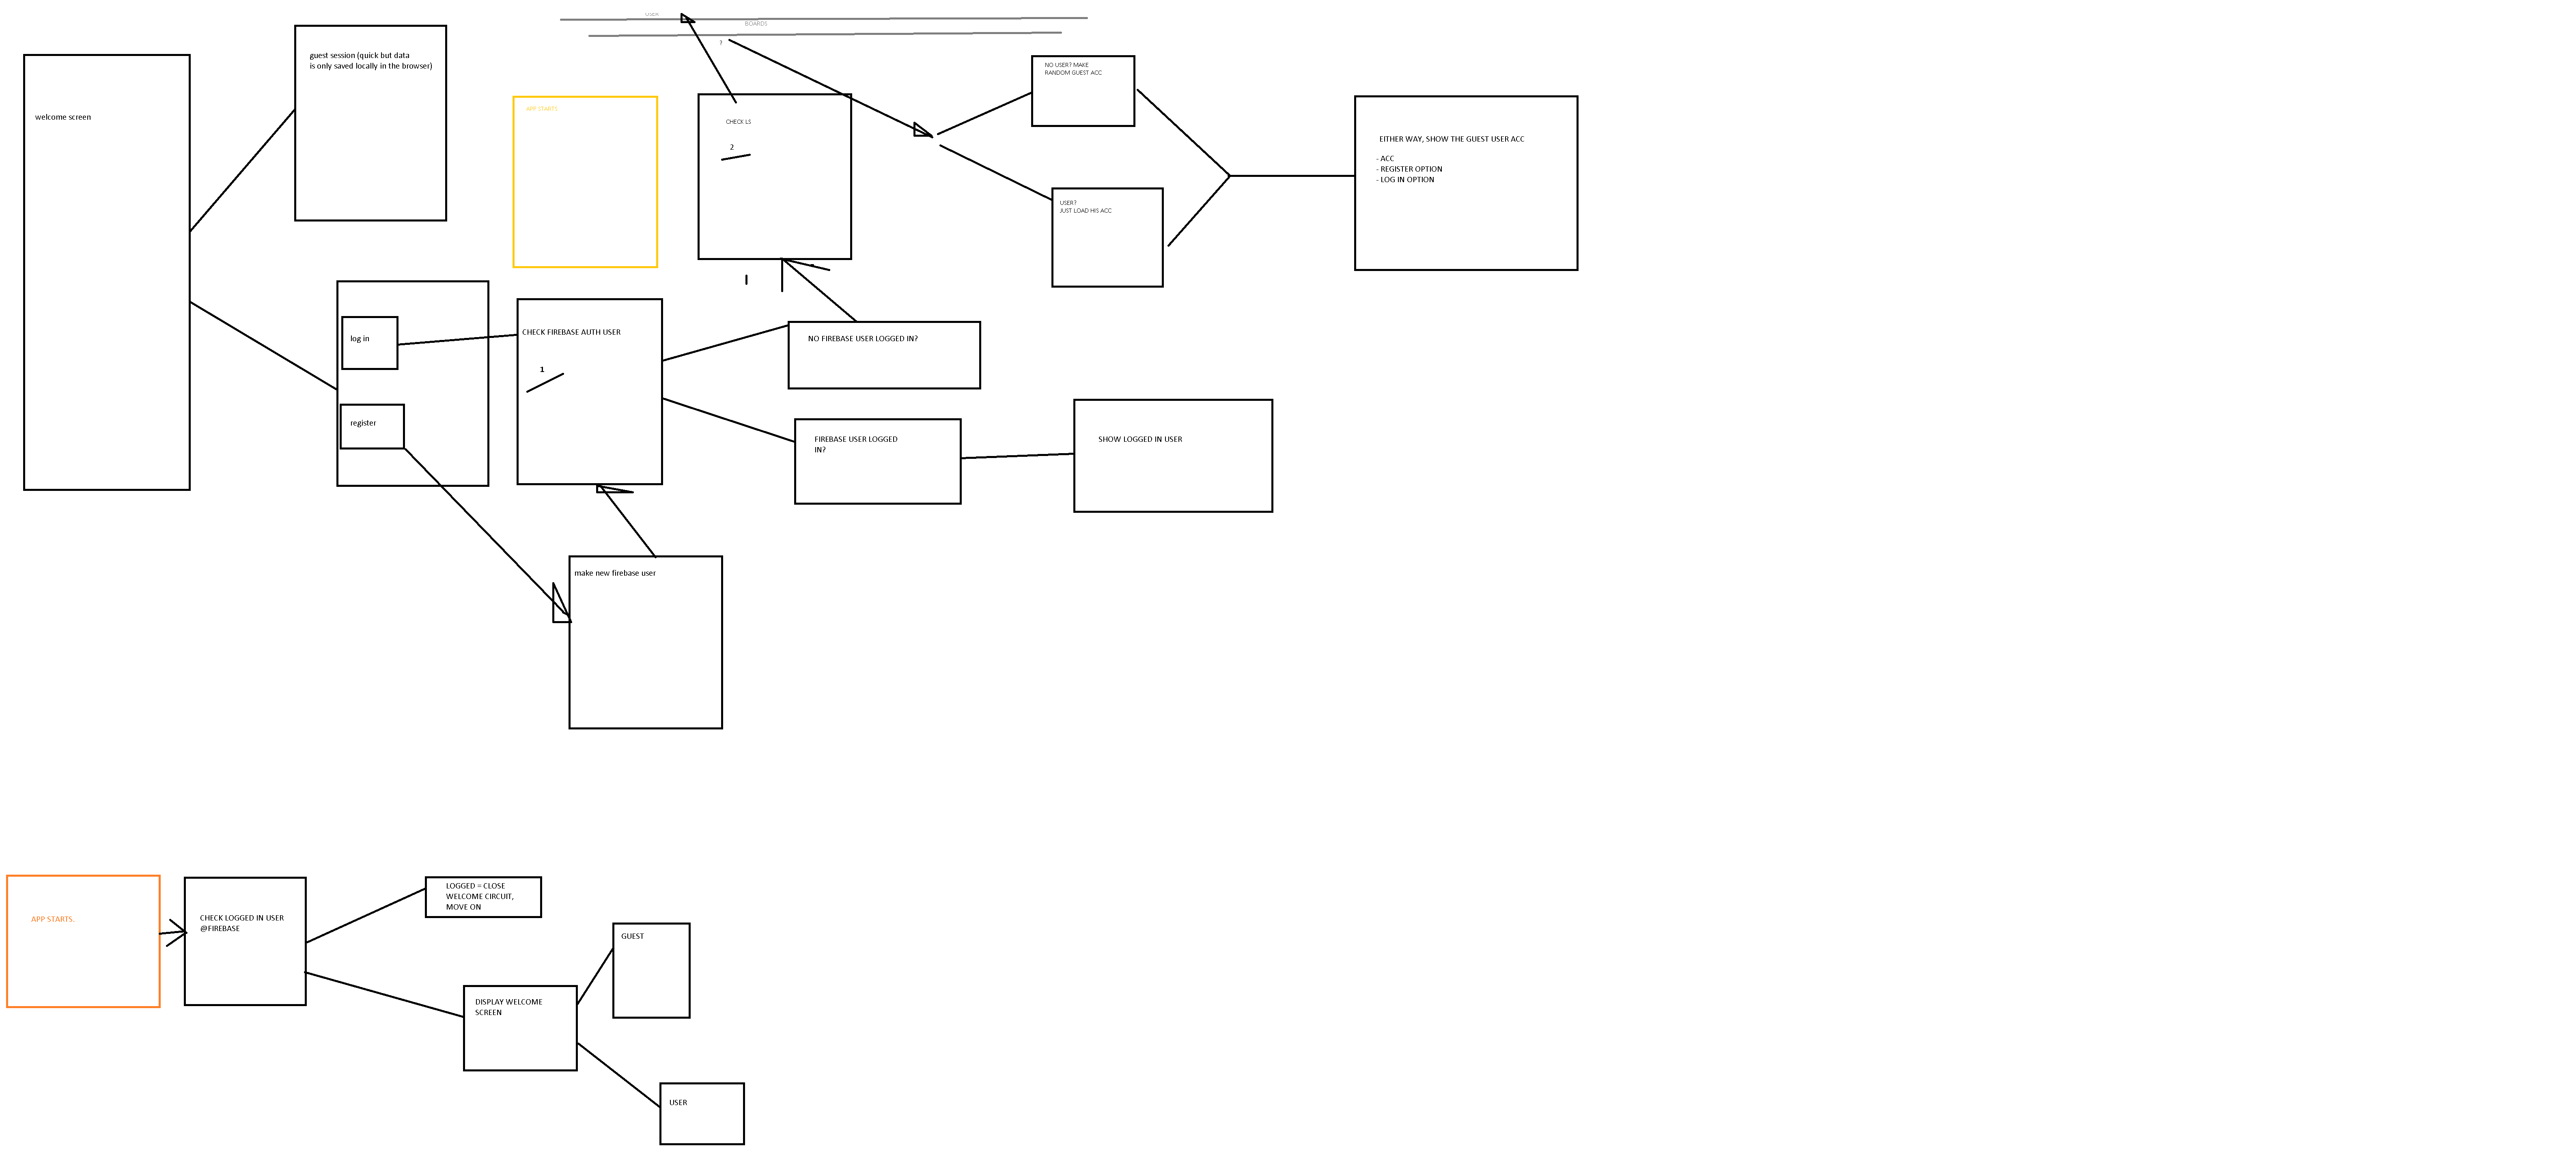 USER
BOARDS
?
guest session (quick but data
is only saved locally in the browser)
welcome screen
APP STARTS
CHECK LS
2
NO USER? MAKE
RANDOM GUEST ACC
EITHER WAY, SHOW THE GUEST USER ACC
- ACC
- REGISTER OPTION
- LOG IN OPTION
USER?
JUST LOAD HIS ACC
log in
CHECK FIREBASE AUTH USER
1
NO FIREBASE USER LOGGED IN?
register
FIREBASE USER LOGGED
IN?
SHOW LOGGED IN USER
make new firebase user
APP STARTS.
CHECK LOGGED IN USER
@FIREBASE
LOGGED = CLOSE
WELCOME CIRCUIT,
MOVE ON
GUEST
DISPLAY WELCOME
SCREEN
USER